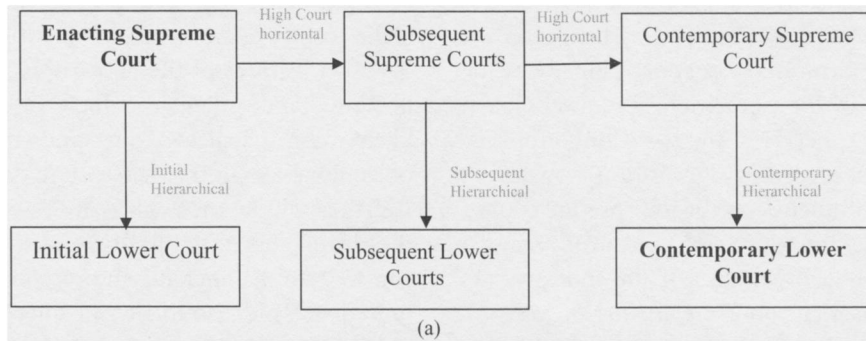 Enacting Supreme
Court
High Court
horizontal
Subsequent
Supreme Courts
High Court
horizontal
Contemporary Supreme
Court
Initial
Hierarchical
Subsequent
Hierarchical
Contemporary
Hierarchical
Initial Lower Court
Subsequent Lower
Courts
Contemporary Lower
Court
(a)